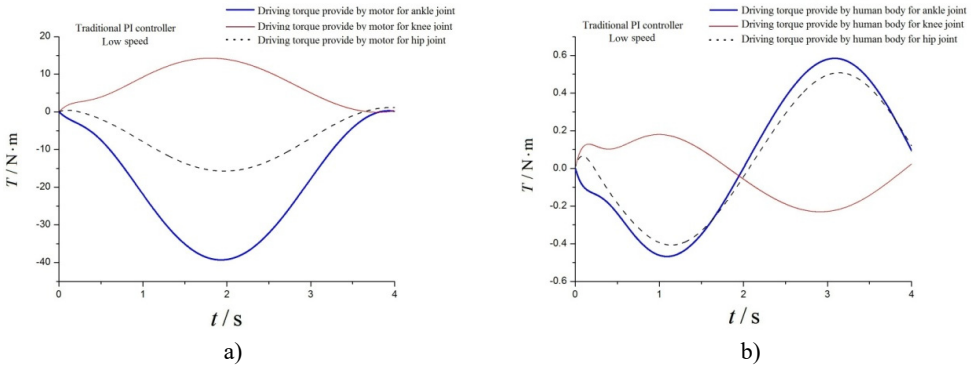 Traditional PI controller
Low speed
Driving torque provide by motor for ankle joint
Driving torque provide by motor for knee joint
Driving torque provide by motor for hip joint
T / N·m
20
10
0
-10
-20
-30
-40
0
1
2
3
4
t / s
a)
Traditional PI controller
Low speed
Driving torque provide by human body for ankle joint
Driving torque provide by human body for knee joint
Driving torque provide by human body for hip joint
T / N·m
0.6
0.4
0.2
0.0
-0.2
-0.4
-0.6
0
1
2
3
4
t / s
b)